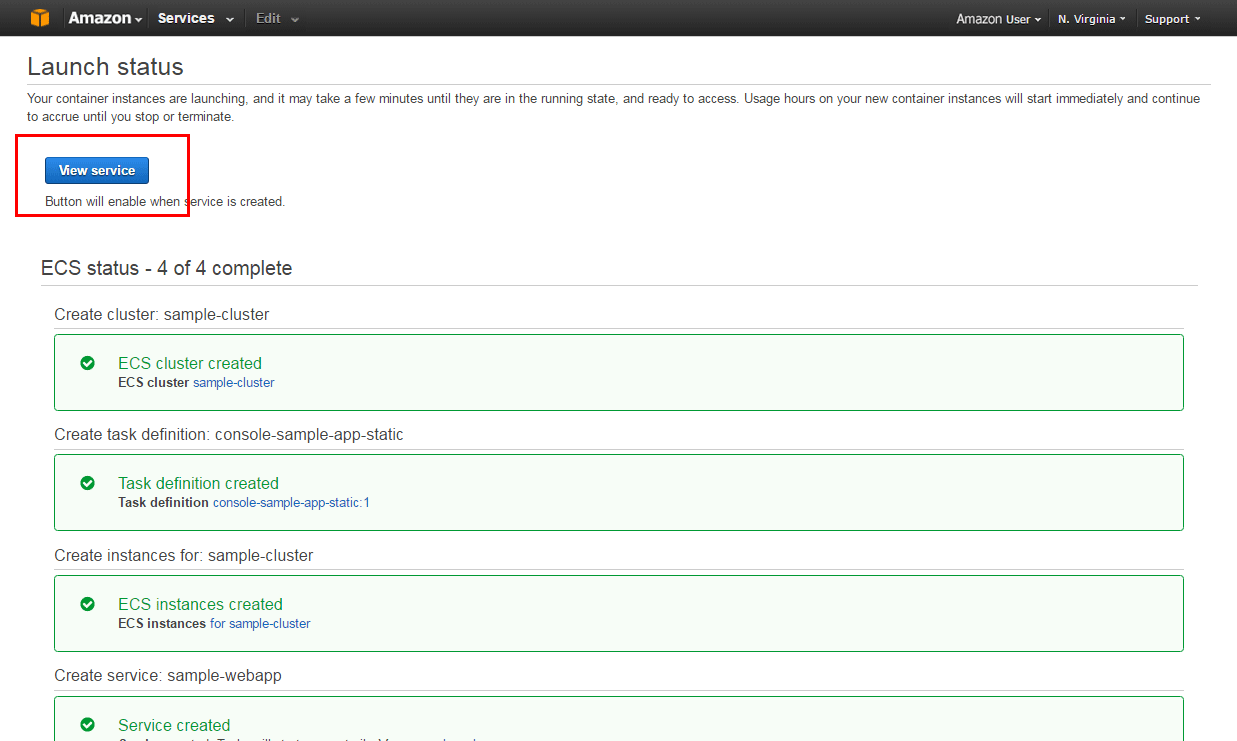 Amazon Services Edit Amazon User N. Virginia Support
Launch status
Your container instances are launching, and it may take a few minutes until they are in the running state, and ready to access. Usage hours on your new container instances will start immediately and continue
to accrue until you stop or terminate.
View service
Button will enable when service is created.
ECS status - 4 of 4 complete
Create cluster: sample-cluster
ECS cluster created
ECS cluster sample-cluster
Create task definition: console-sample-app-static
Task definition created
Task definition console-sample-app-static:1
Create instances for: sample-cluster
ECS instances created
ECS instances for sample-cluster
Create service: sample-webapp
Service created